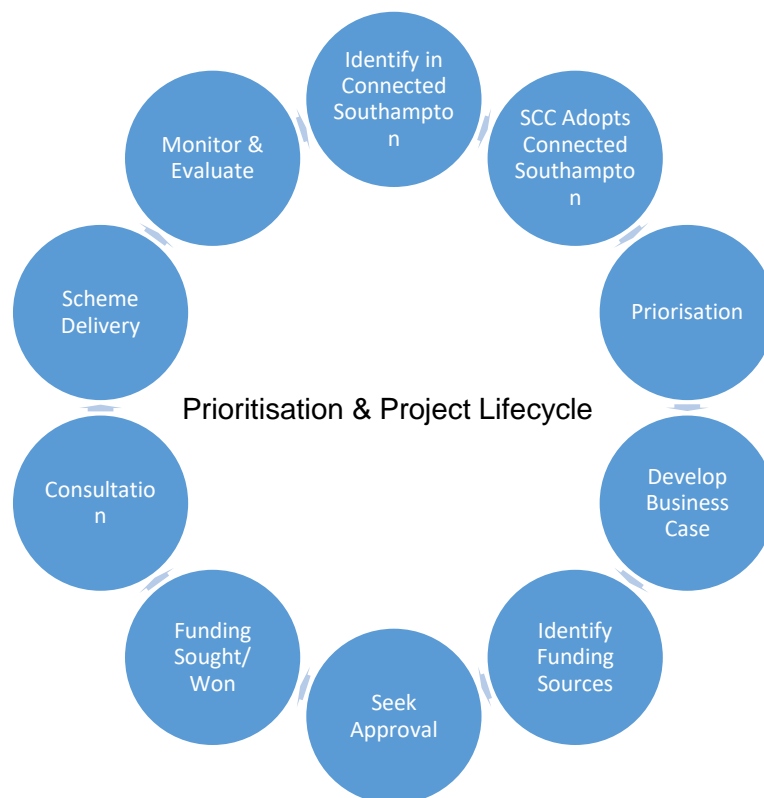 Identify in
Connected
Southampto
n
SCC Adopts
Connected
Southampto
n
Priorisation
Develop
Business
Case
Identify
Funding
Sources
Seek
Approval
Funding
Sought/
Won
Consultatio
n
Scheme
Delivery
Monitor &
Evaluate
Prioritisation & Project Lifecycle